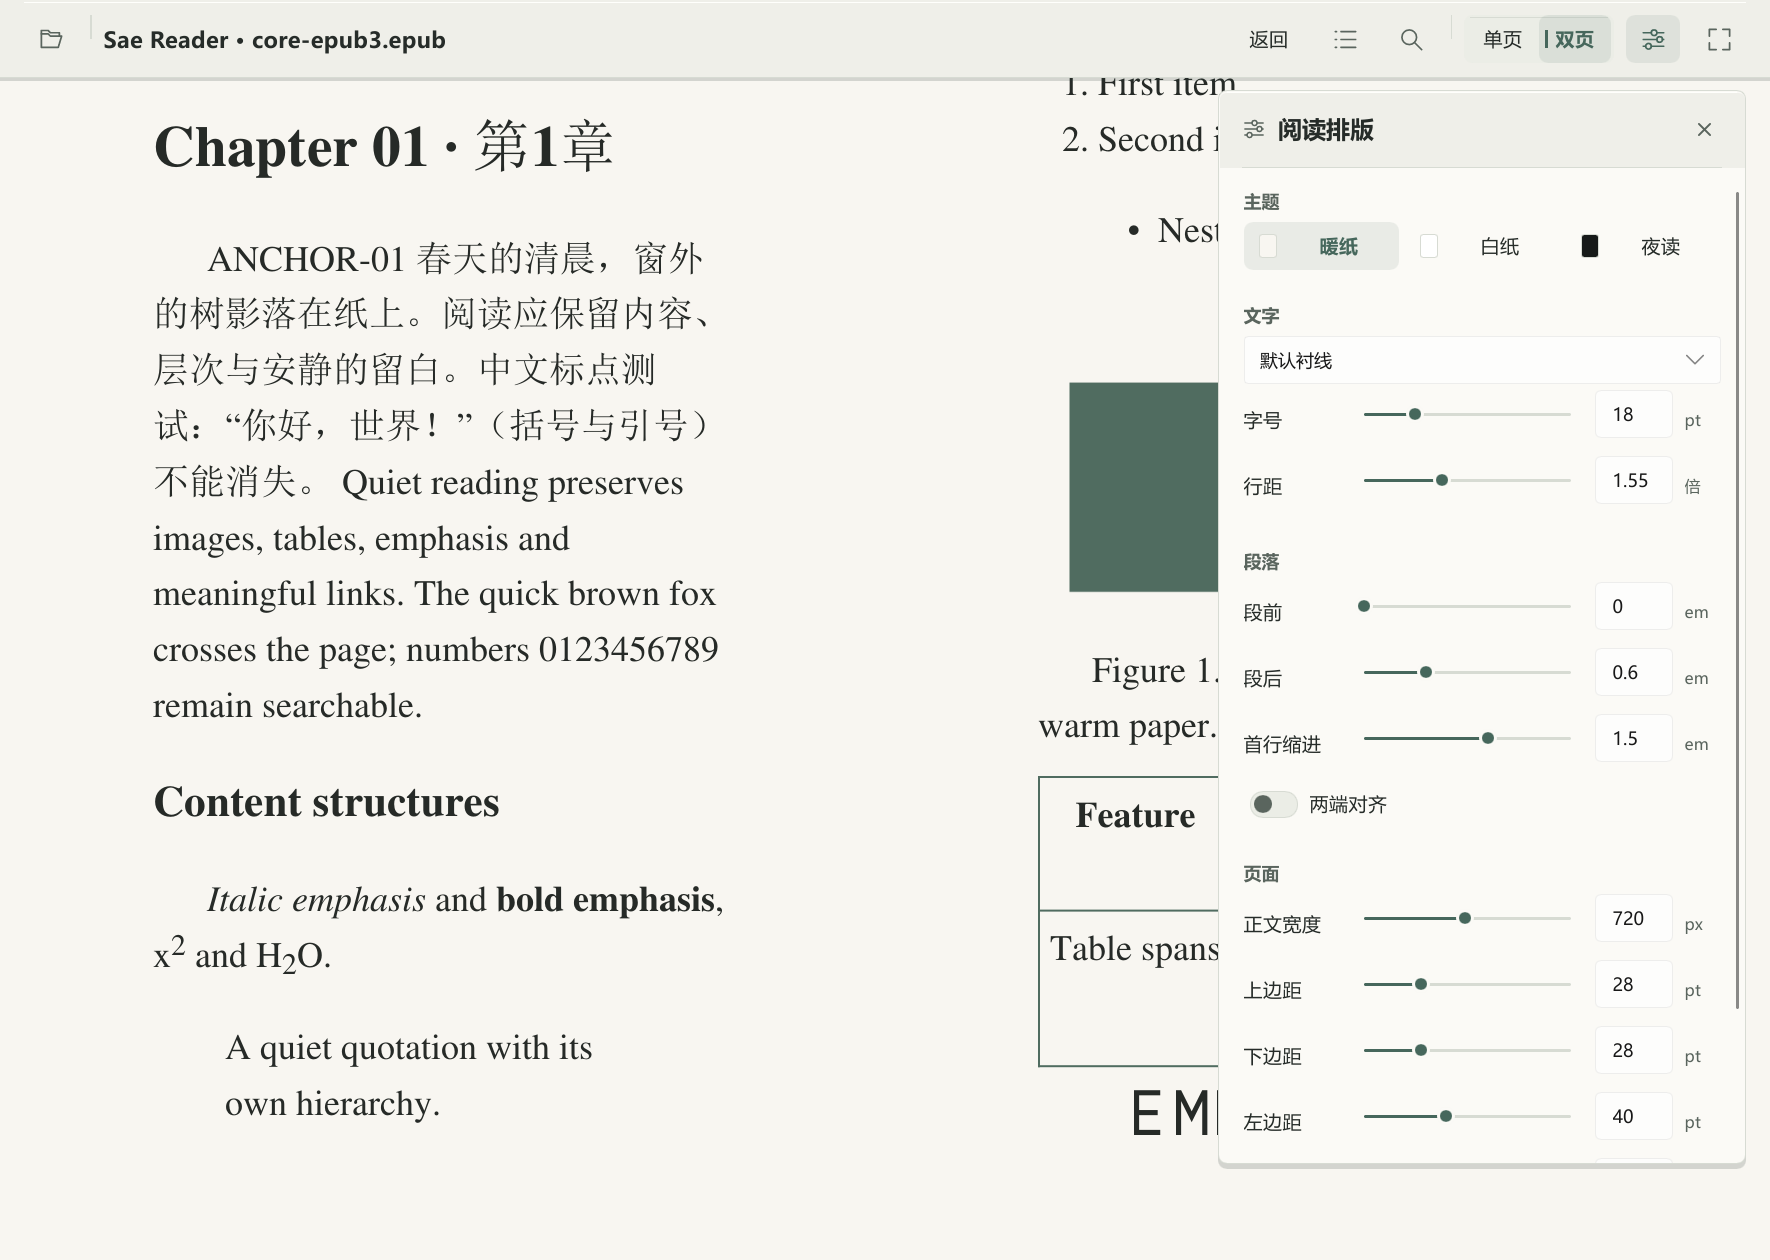 Sae Reader • core-epub3.epub
返回
单页
双页
Chapter 01 · 第1章
ANCHOR-01 春天的清晨，窗外
的树影落在纸上。阅读应保留内容、
层次与安静的留白。中文标点测
试：“你好，世界！”（括号与引号）
不能消失。 Quiet reading preserves
images, tables, emphasis and
meaningful links. The quick brown fox
crosses the page; numbers 0123456789
remain searchable.
Content structures
Italic emphasis and bold emphasis,
x2 and H2O.
A quiet quotation with its
own hierarchy.
1. First item
2. Second i
• Nest
Figure 1.
warm paper.
Feature
Table spans
EM
阅读排版
主题
暖纸
白纸
夜读
文字
默认衬线
字号 18 pt
行距 1.55 倍
段落
段前 0 em
段后 0.6 em
首行缩进 1.5 em
两端对齐
页面
正文宽度 720 px
上边距 28 pt
下边距 28 pt
左边距 40 pt